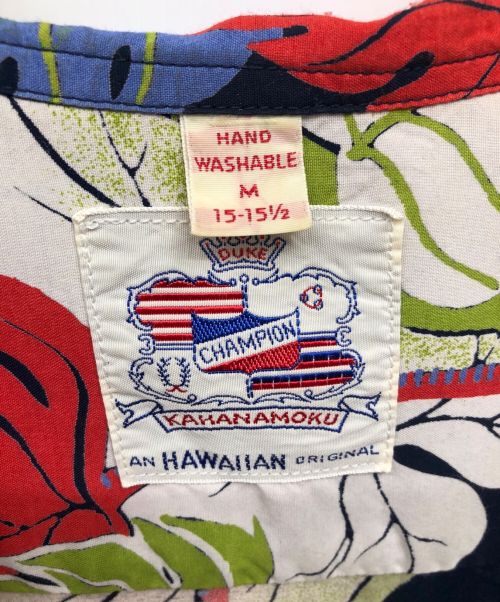 HAND
WASHABLE
M
15-15½
DUKE
CHAMPION
KAHANAMOKU
AN HAWAIIAN ORIGINAL